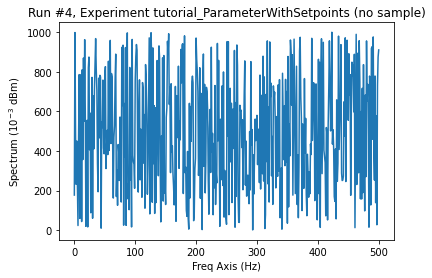 Run #4, Experiment tutorial_ParameterWithSetpoints (no sample)
1000
800
600
400
200
0
Spectrum (10⁻³ dBm)
0 100 200 300 400 500
Freq Axis (Hz)